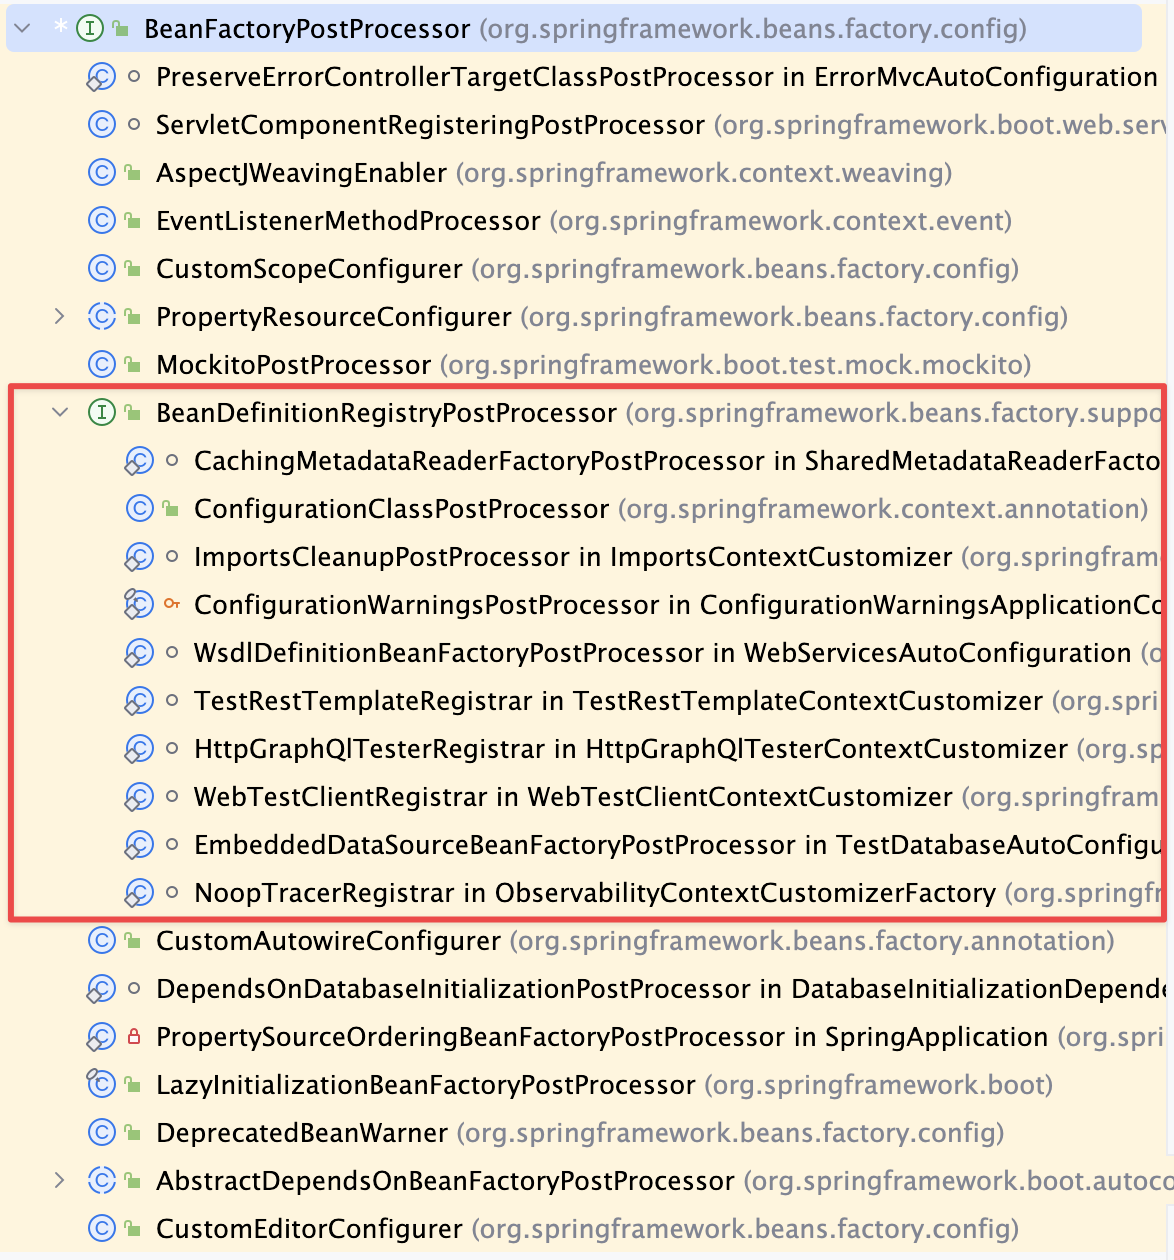 BeanFactoryPostProcessor (org.springframework.beans.factory.config)
PreserveErrorControllerTargetClassPostProcessor in ErrorMvcAutoConfiguration
ServletComponentRegisteringPostProcessor (org.springframework.boot.web.serv
AspectJWeavingEnabler (org.springframework.context.weaving)
EventListenerMethodProcessor (org.springframework.context.event)
CustomScopeConfigurer (org.springframework.beans.factory.config)
PropertyResourceConfigurer (org.springframework.beans.factory.config)
MockitoPostProcessor (org.springframework.boot.test.mock.mockito)
BeanDefinitionRegistryPostProcessor (org.springframework.beans.factory.suppo
CachingMetadataReaderFactoryPostProcessor in SharedMetadataReaderFacto
ConfigurationClassPostProcessor (org.springframework.context.annotation)
ImportsCleanupPostProcessor in ImportsContextCustomizer (org.springfram
ConfigurationWarningsPostProcessor in ConfigurationWarningsApplicationCo
WsdlDefinitionBeanFactoryPostProcessor in WebServicesAutoConfiguration (o
TestRestTemplateRegistrar in TestRestTemplateContextCustomizer (org.spri
HttpGraphQlTesterRegistrar in HttpGraphQlTesterContextCustomizer (org.sp
WebTestClientRegistrar in WebTestClientContextCustomizer (org.springfram
EmbeddedDataSourceBeanFactoryPostProcessor in TestDatabaseAutoConfigu
NoopTracerRegistrar in ObservabilityContextCustomizerFactory (org.springfr
CustomAutowireConfigurer (org.springframework.beans.factory.annotation)
DependsOnDatabaseInitializationPostProcessor in DatabaseInitializationDepende
PropertySourceOrderingBeanFactoryPostProcessor in SpringApplication (org.spri
LazyInitializationBeanFactoryPostProcessor (org.springframework.boot)
DeprecatedBeanWarner (org.springframework.beans.factory.config)
AbstractDependsOnBeanFactoryPostProcessor (org.springframework.boot.autoco
CustomEditorConfigurer (org.springframework.beans.factory.config)